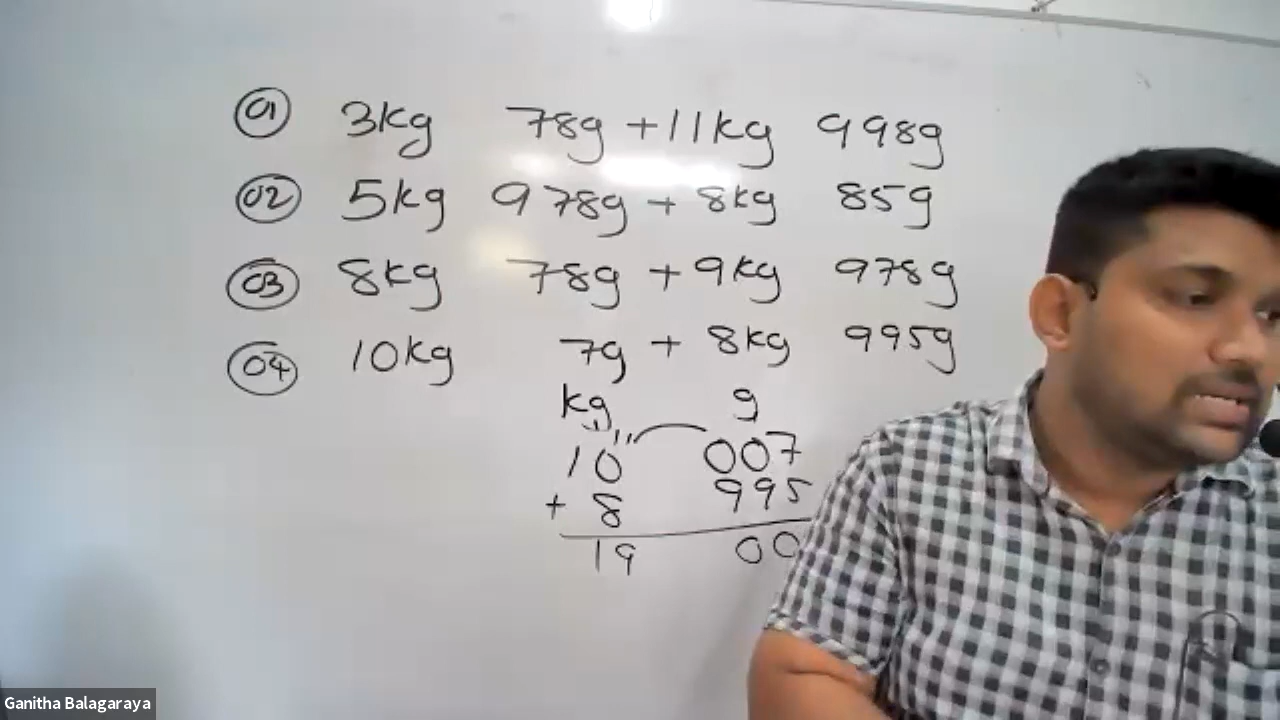 01 3kg 78g + 11kg 998g
02 5kg 978g + 8kg 85g
03 8kg 78g + 9kg 978g
04 10kg 7g + 8kg 995g
kg g
10 007
+ 8 995
19 00
Ganitha Balagaraya